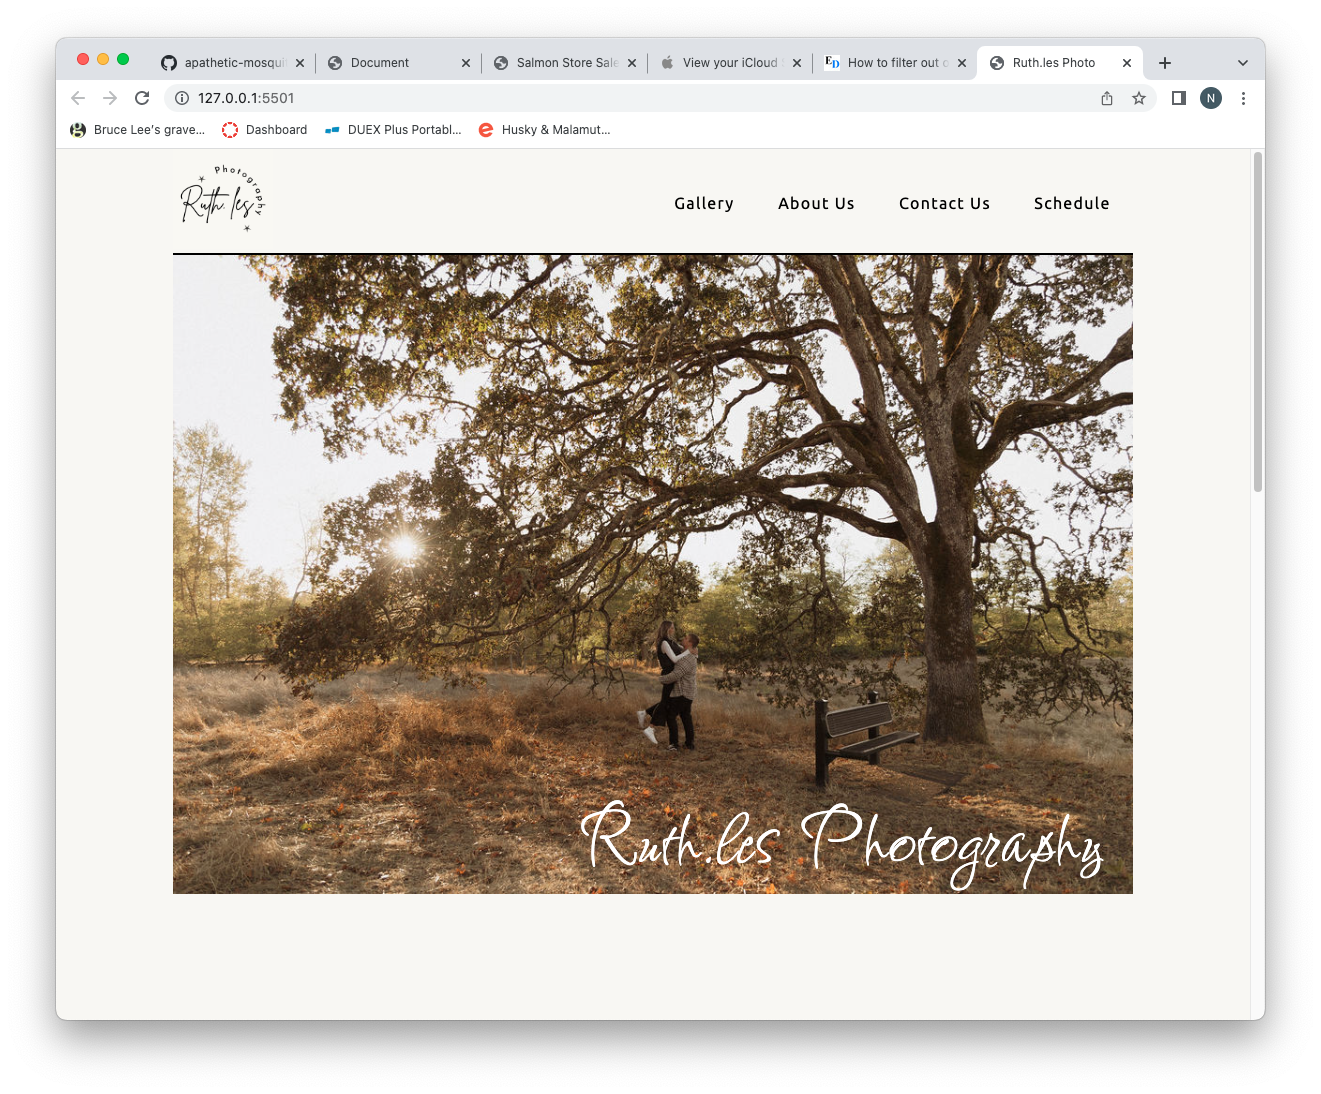 apathetic-mosqui
Document
Salmon Store Sale
View your iCloud
ED
How to filter out o
Ruth.les Photo
127.0.0.1:5501
N
Bruce Lee's grave...
Dashboard
DUEX Plus Portabl...
Husky & Malamut...
Photography
Ruth.les
Gallery
About Us
Contact Us
Schedule
Ruth.les Photography